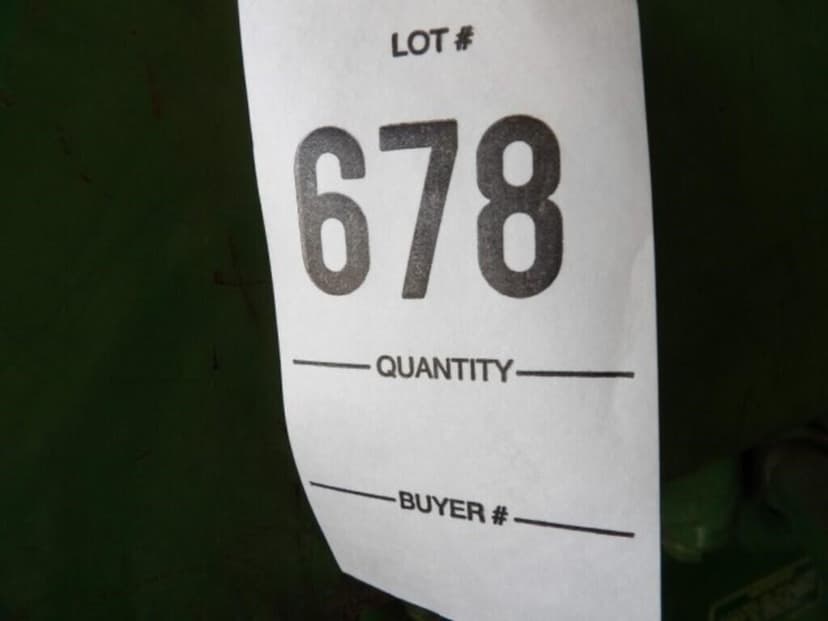 LOT #
678
QUANTITY
BUYER #